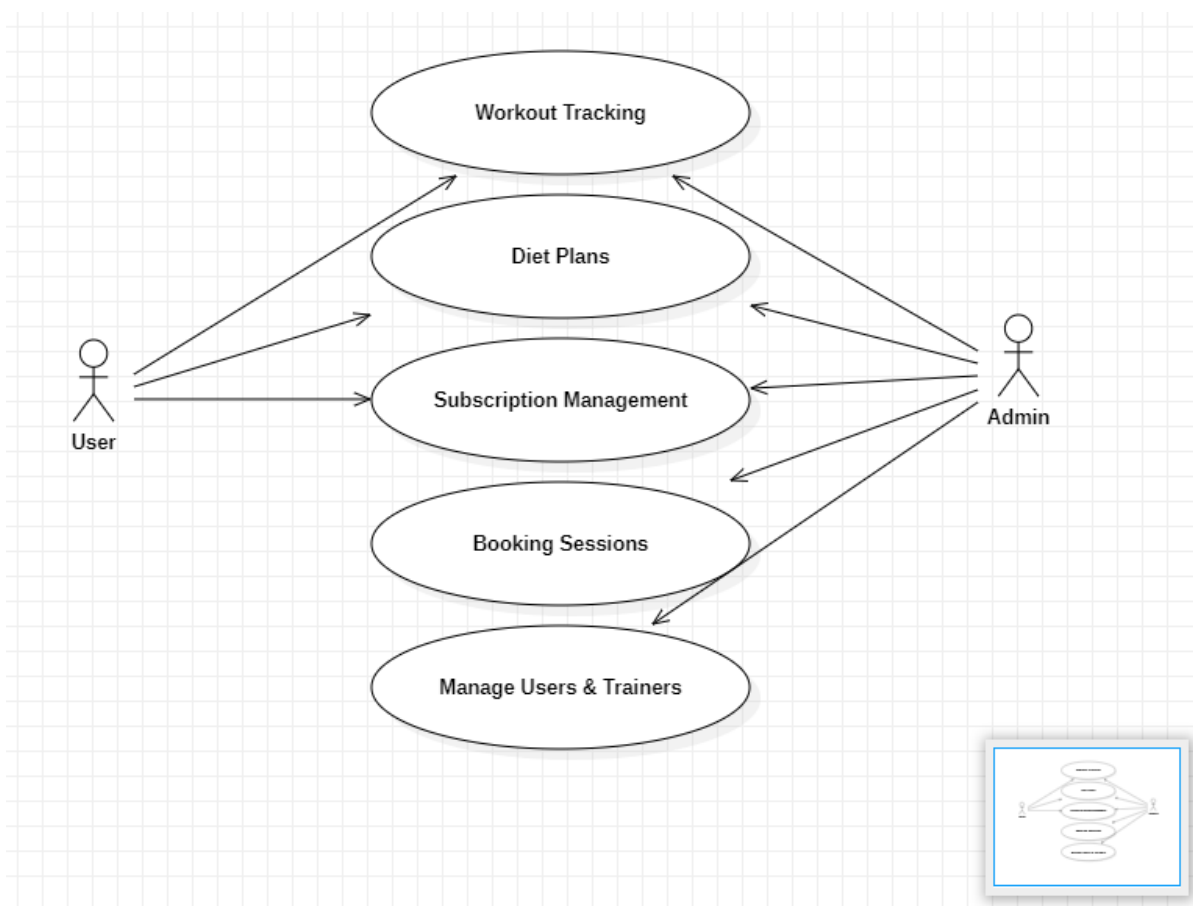 Workout Tracking
Diet Plans
Subscription Management
User
Admin
Booking Sessions
Manage Users & Trainers